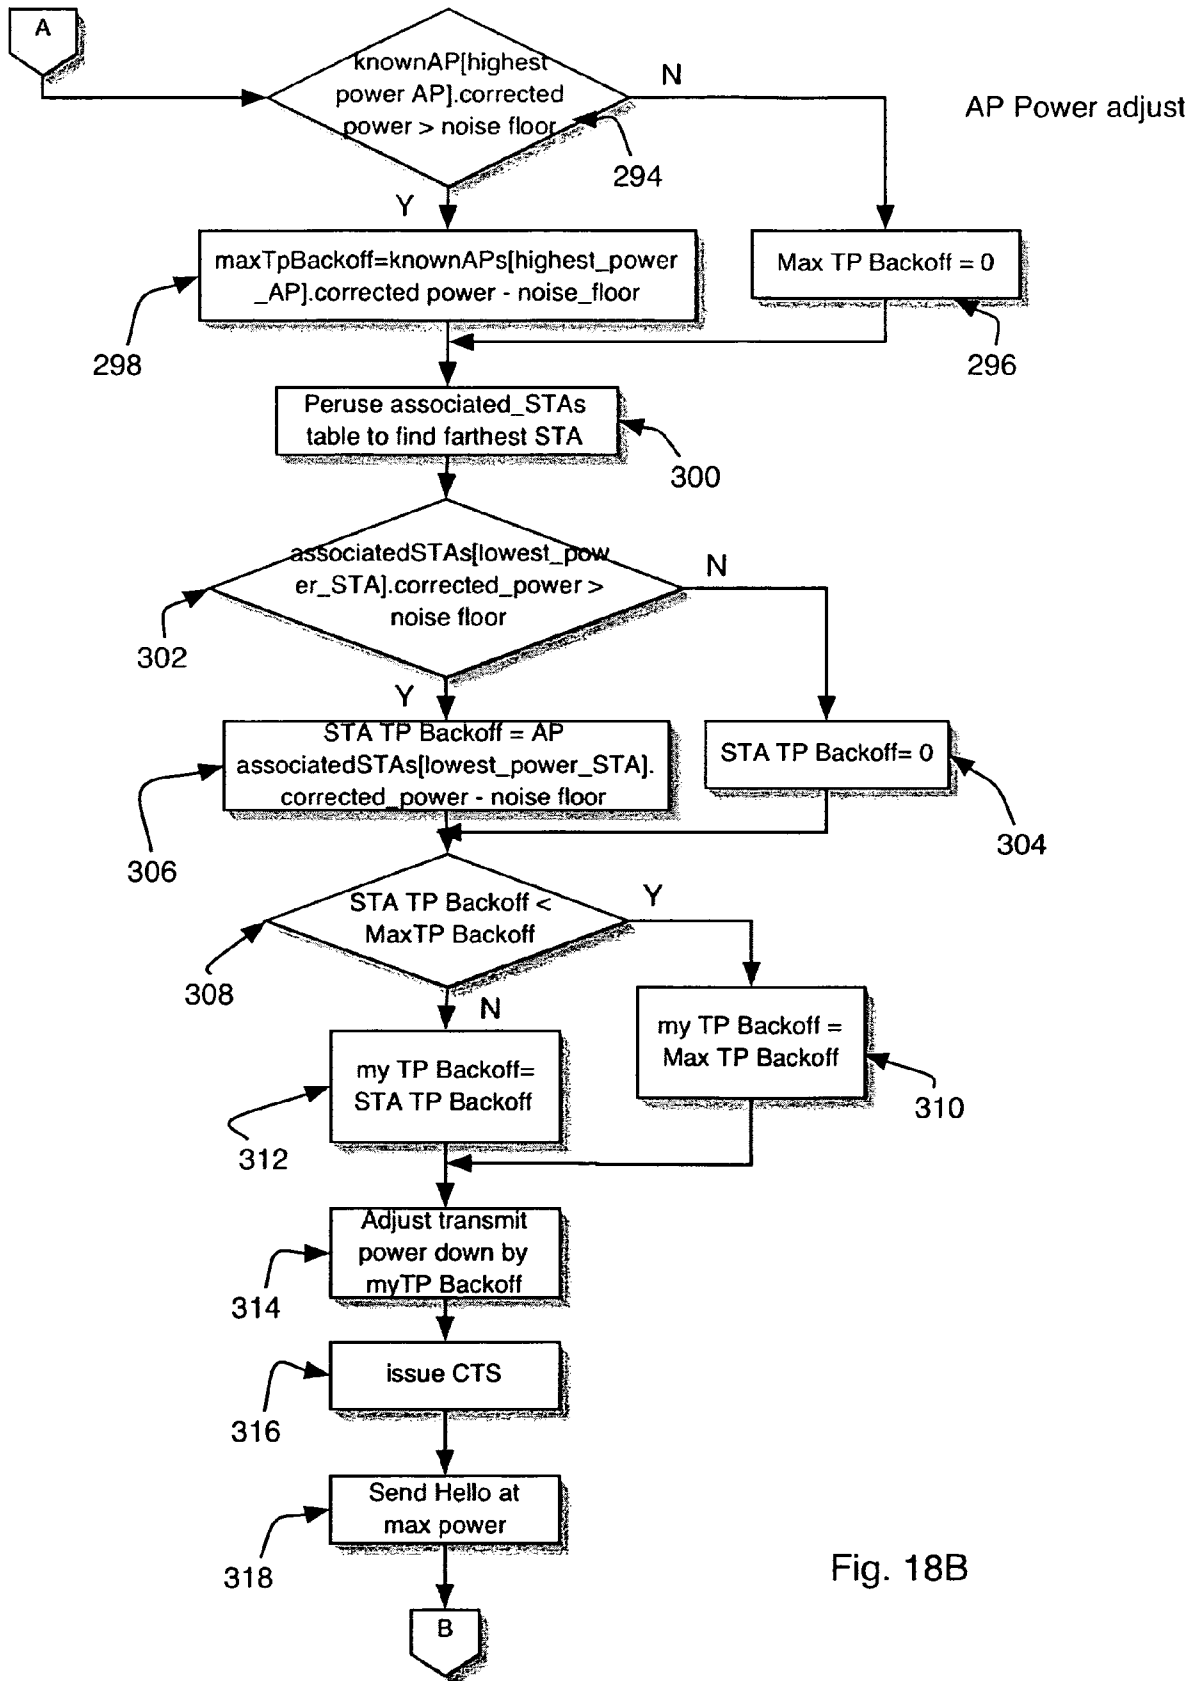 A
knownAP[highest
power AP].corrected
power > noise floor
N
AP Power adjust
294
Y
maxTpBackoff=knownAPs[highest_power
_AP].corrected power - noise_floor
Max TP Backoff = 0
298
296
Peruse associated_STAs
table to find farthest STA
300
associatedSTAs[lowest_pow
er_STA].corrected_power >
noise floor
N
302
Y
STA TP Backoff = AP
associatedSTAs[lowest_power_STA].
corrected_power - noise floor
STA TP Backoff= 0
306
304
STA TP Backoff <
MaxTP Backoff
Y
308
N
my TP Backoff =
Max TP Backoff
my TP Backoff=
STA TP Backoff
310
312
Adjust transmit
power down by
myTP Backoff
314
issue CTS
316
Send Hello at
max power
318
Fig. 18B
B